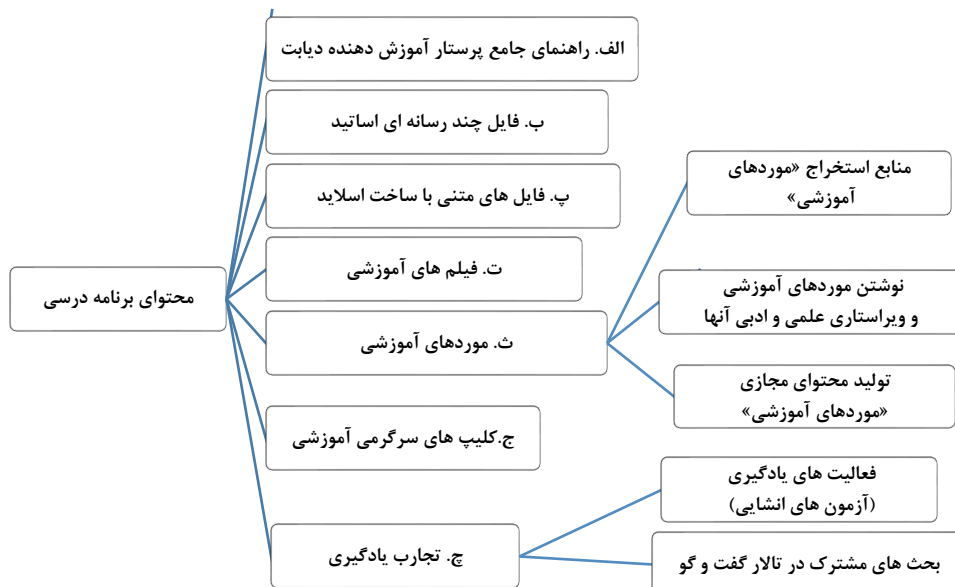 محتوای برنامه درسی
الف. راهنمای جامع پرستار آموزش دهنده دیابت
ب. فایل چند رسانه ای اساتید
پ. فایل های متنی با ساخت اسلاید
ت. فیلم های آموزشی
ث. موردهای آموزشی
منابع استخراج «موردهای
آموزشی»
نوشتن موردهای آموزشی
و ویراستاری علمی و ادبی آنها
تولید محتوای مجازی
«موردهای آموزشی»
ج.کلیپ های سرگرمی آموزشی
چ. تجارب یادگیری
فعالیت های یادگیری
(آزمون های انشایی)
بحث های مشترک در تالار گفت و گو